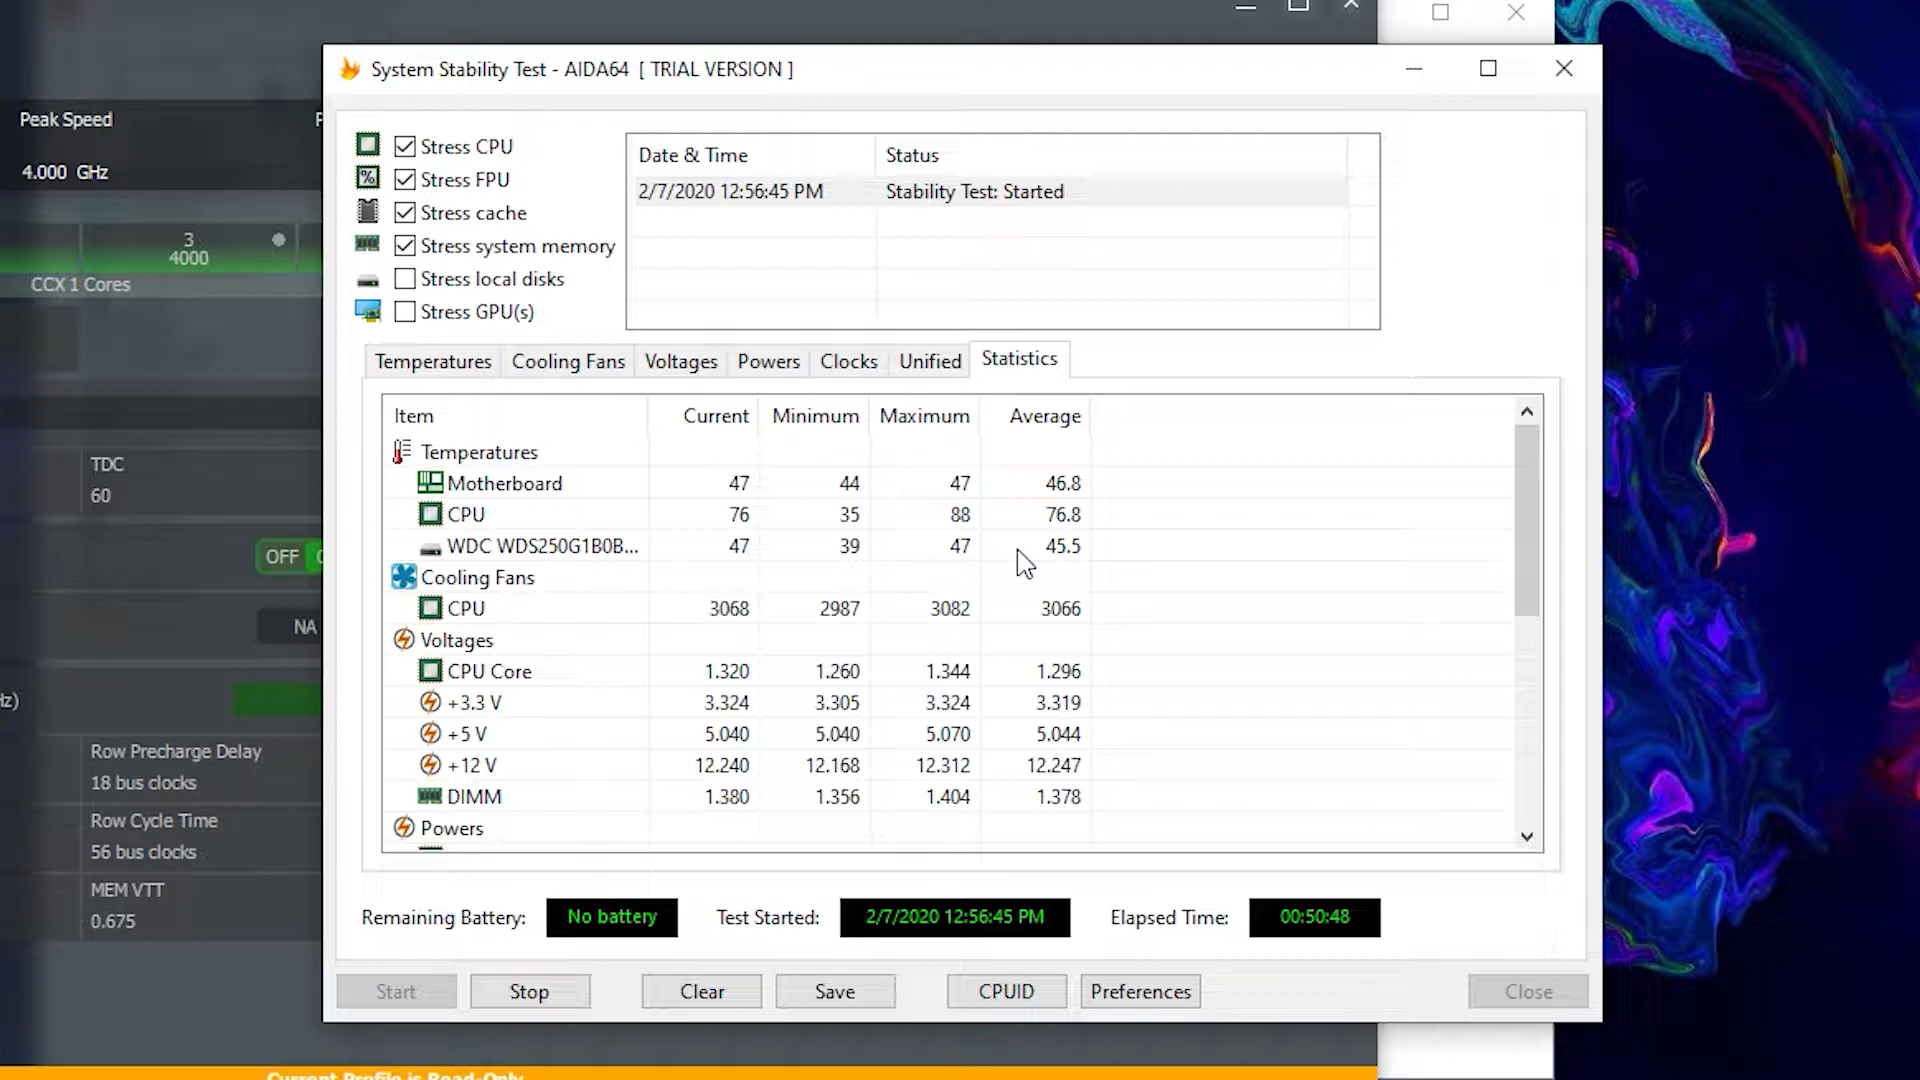 System Stability Test - AIDA64 [ TRIAL VERSION ]
Peak Speed
4.000 GHz
3
4000
CCX 1 Cores
TDC
60
OFF
NA
Row Precharge Delay
18 bus clocks
Row Cycle Time
56 bus clocks
MEM VTT
0.675
Stress CPU
Stress FPU
Stress cache
Stress system memory
Stress local disks
Stress GPU(s)
Date & Time Status
2/7/2020 12:56:45 PM Stability Test: Started
Temperatures Cooling Fans Voltages Powers Clocks Unified Statistics
Item Current Minimum Maximum Average
Temperatures
Motherboard 47 44 47 46.8
CPU 76 35 88 76.8
WDC WDS250G1B0B... 47 39 47 45.5
Cooling Fans
CPU 3068 2987 3082 3066
Voltages
CPU Core 1.320 1.260 1.344 1.296
+3.3 V 3.324 3.305 3.324 3.319
+5 V 5.040 5.040 5.070 5.044
+12 V 12.240 12.168 12.312 12.247
DIMM 1.380 1.356 1.404 1.378
Powers
Remaining Battery: No battery Test Started: 2/7/2020 12:56:45 PM Elapsed Time: 00:50:48
Start Stop Clear Save CPUID Preferences Close
Current Profile is Read-Only